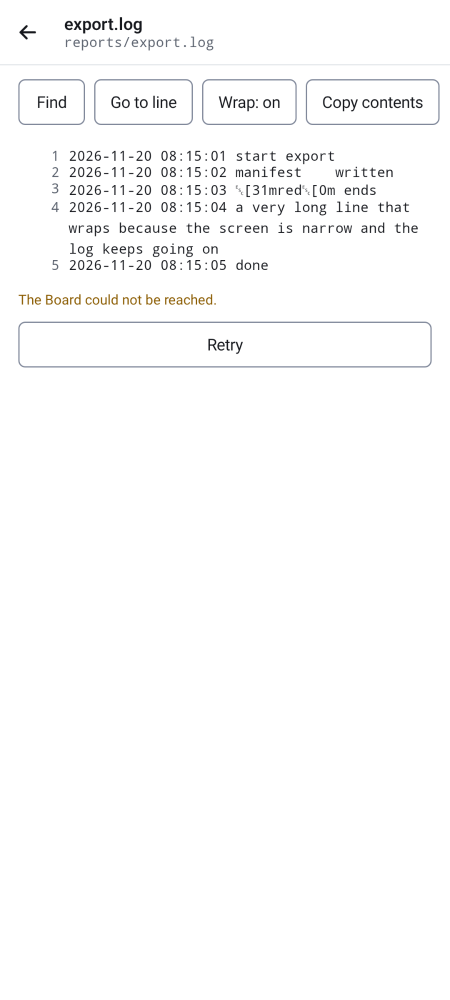 export.log
reports/export.log
Find
Go to line
Wrap: on
Copy contents
1 2026-11-20 08:15:01 start export
2 2026-11-20 08:15:02 manifest    written
3 2026-11-20 08:15:03 ␛[31mred␛[0m ends
4 2026-11-20 08:15:04 a very long line that
wraps because the screen is narrow and the
log keeps going on
5 2026-11-20 08:15:05 done
The Board could not be reached.
Retry